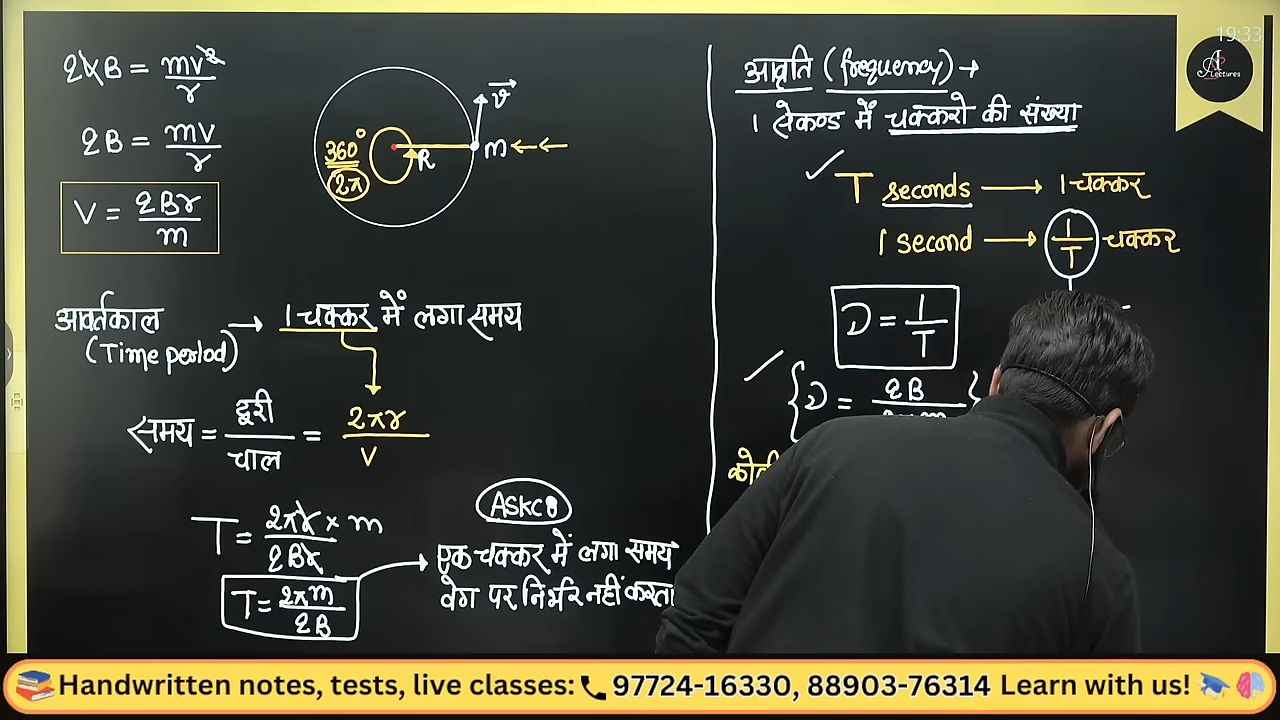 qvB = mv²/r
qB = mv/r
V = qBr/m
v
360°
2π
R
m
आवर्तकाल
(Time period)
→ 1 चक्कर में लगा समय
समय = दूरी/चाल = 2πr/V
T = 2πr × m/qBr
T = 2πm/qB
ASKC
एक चक्कर में लगा समय
वेग पर निर्भर नहीं करता
आवृति (frequency) →
1 सेकण्ड में चक्करो की संख्या
T seconds → 1 चक्कर
1 second → 1/T चक्कर
ν = 1/T
{ν = qB/
19:33
Lectures
Handwritten notes, tests, live classes: 97724-16330, 88903-76314 Learn with us!